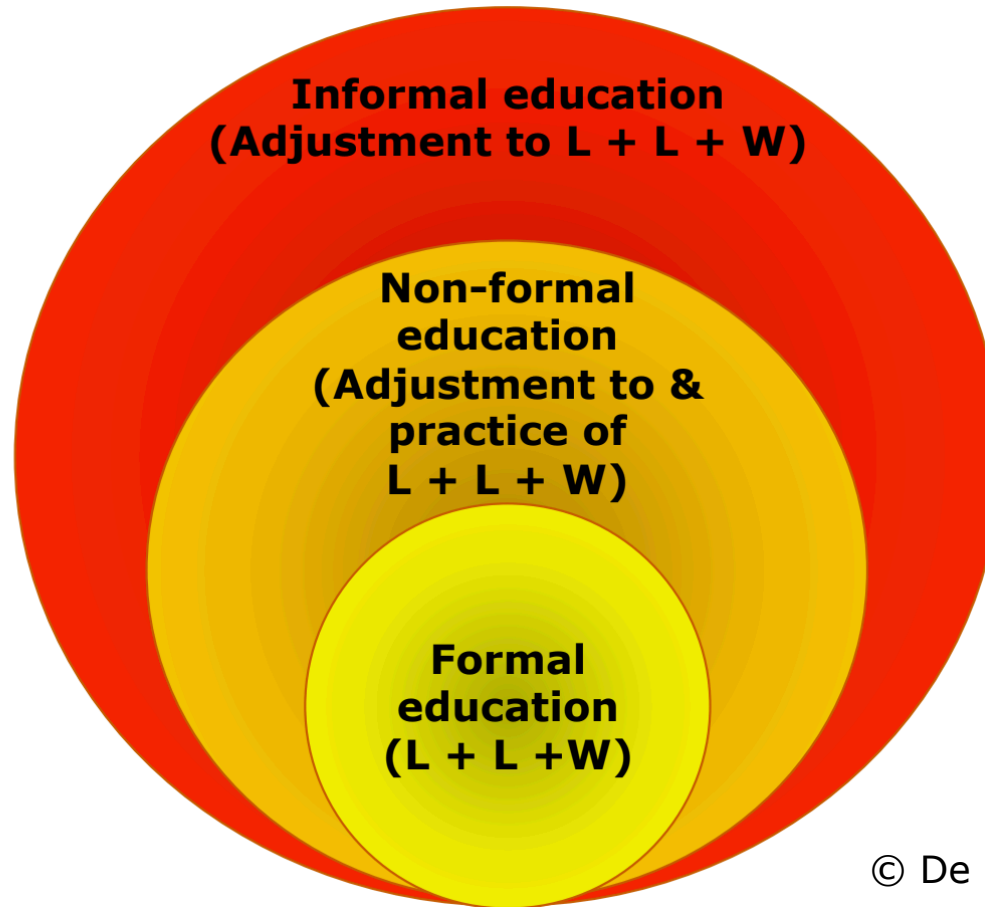 Informal education
(Adjustment to L + L + W)
Non-formal
education
(Adjustment to &
practice of
L + L + W)
Formal
education
(L + L +W)
© De